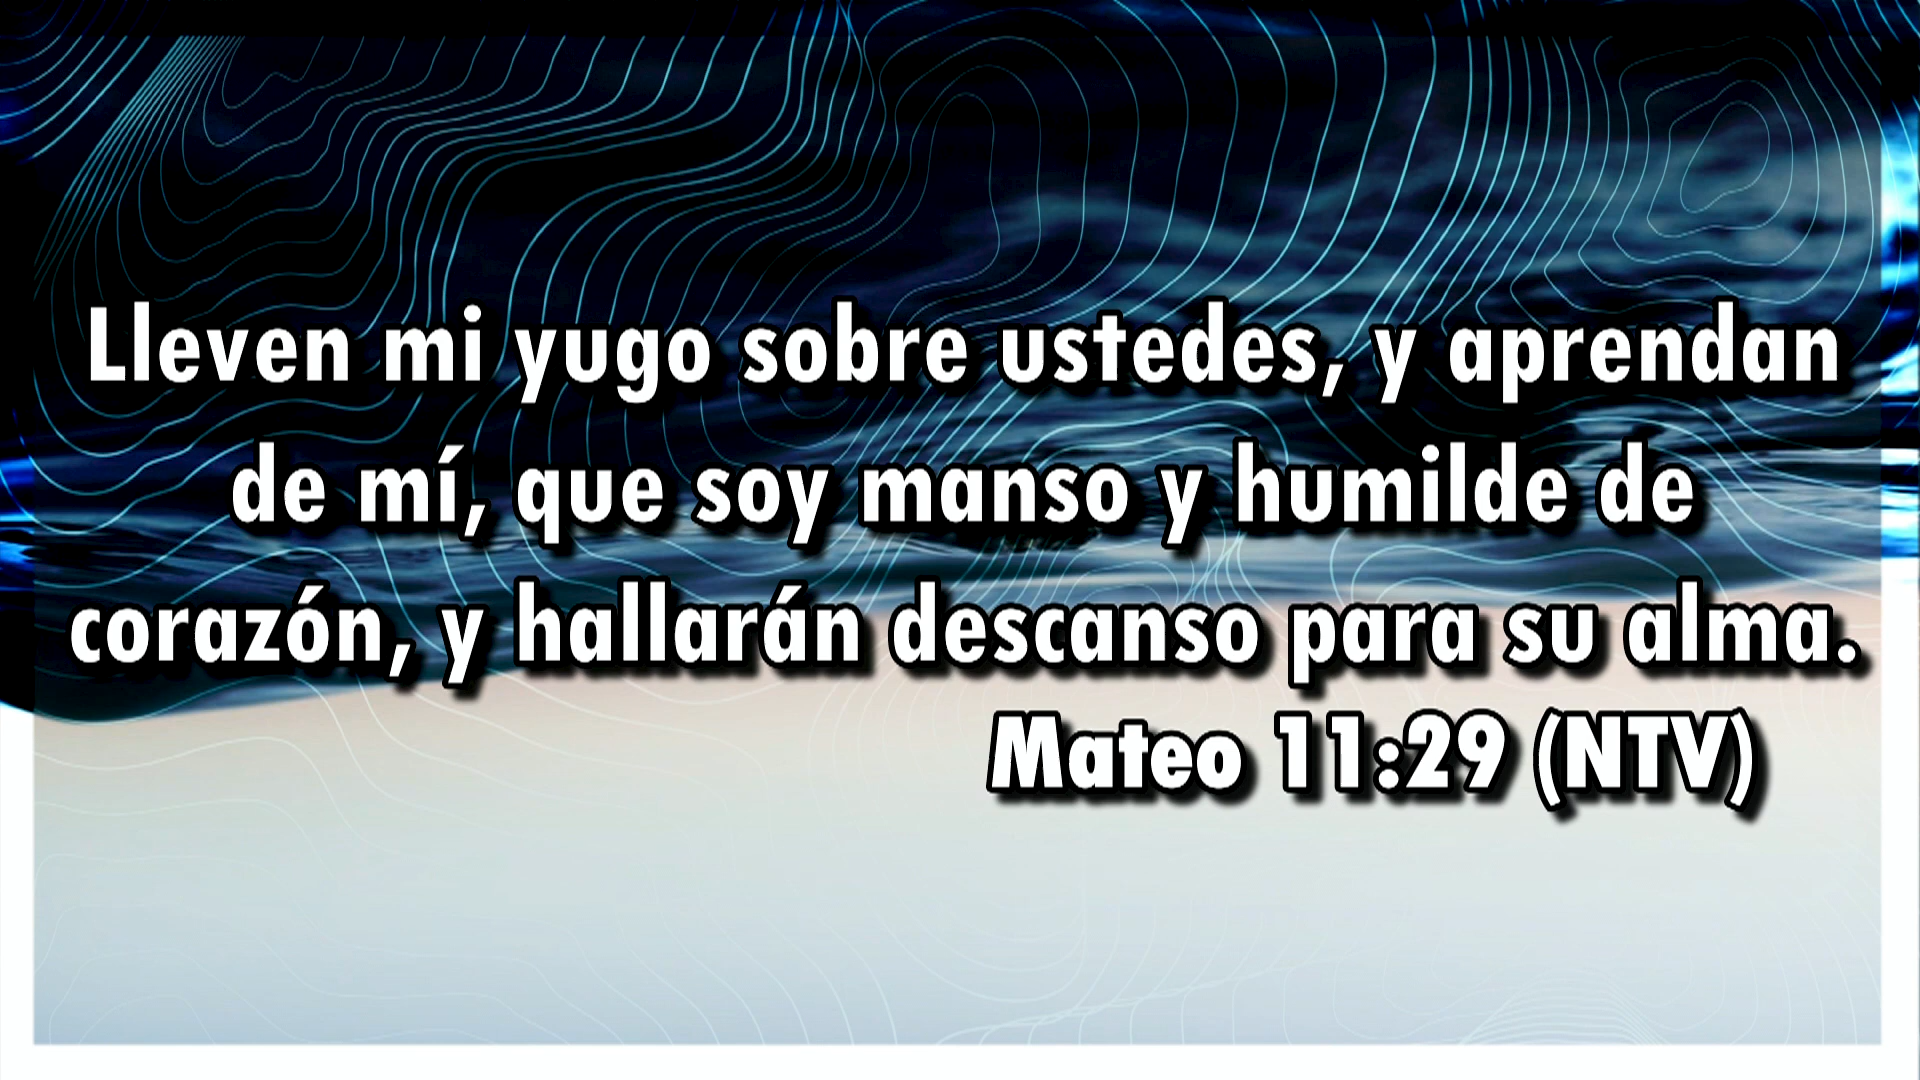 Lleven mi yugo sobre ustedes, y aprendan
de mí, que soy manso y humilde de
corazón, y hallarán descanso para su alma.
Mateo 11:29 (NTV)